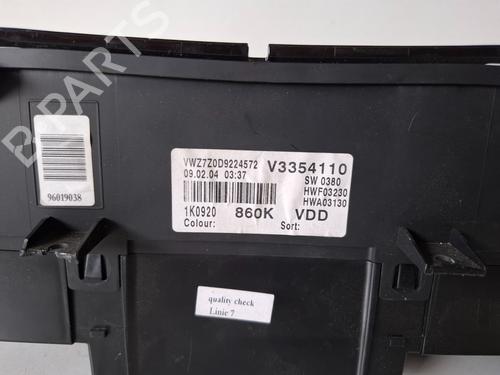 B-PARTS
VWZ7Z0D9224572 V3354110
09.02.04 03:37 SW 0380
HWF03230
HWA03130
1K0920 860K VDD
Colour: Sort:
96019038
quality check
Linie 7